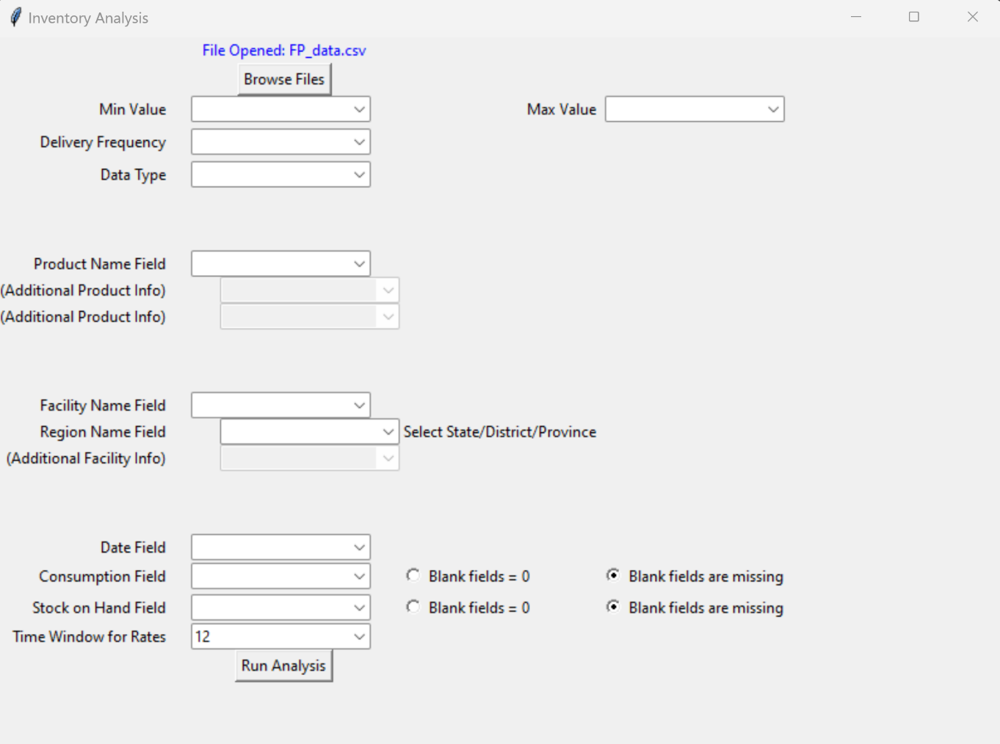 Inventory Analysis
File Opened: FP_data.csv
Browse Files
Min Value
Max Value
Delivery Frequency
Data Type
Product Name Field
(Additional Product Info)
(Additional Product Info)
Facility Name Field
Region Name Field Select State/District/Province
(Additional Facility Info)
Date Field
Consumption Field Blank fields = 0 Blank fields are missing
Stock on Hand Field Blank fields = 0 Blank fields are missing
Time Window for Rates 12
Run Analysis